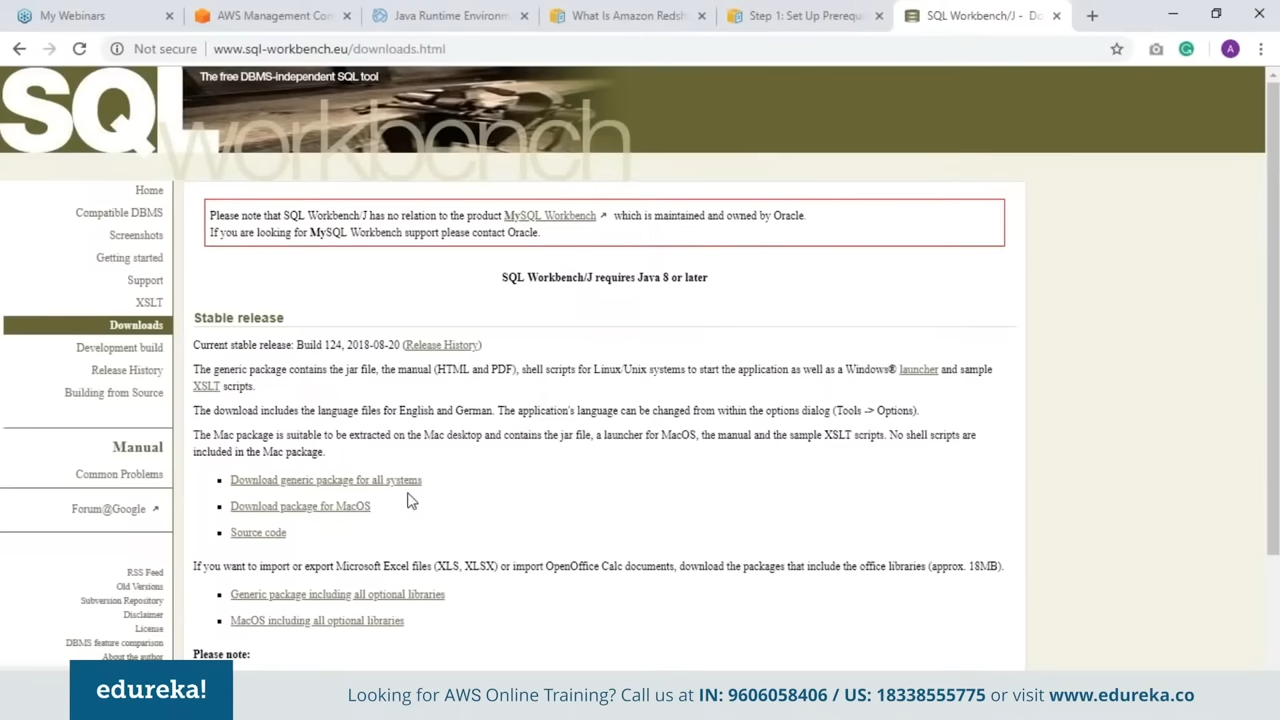 My Webinars
AWS Management Con
Java Runtime Environm
What Is Amazon Redsh
Step 1: Set Up Prerequ
SQL Workbench/J - Do
Not secure
www.sql-workbench.eu/downloads.html
A
The free DBMS-independent SQL tool
SQL
workbench
Home
Compatible DBMS
Screenshots
Getting started
Support
XSLT
Downloads
Development build
Release History
Building from Source
Manual
Common Problems
Forum@Google
RSS Feed
Old Versions
Subversion Repository
Disclaimer
License
DBMS feature comparison
About the author
Please note that SQL Workbench/J has no relation to the product MySQL Workbench which is maintained and owned by Oracle.
If you are looking for MySQL Workbench support please contact Oracle.
SQL Workbench/J requires Java 8 or later
Stable release
Current stable release: Build 124, 2018-08-20 (Release History)
The generic package contains the jar file, the manual (HTML and PDF), shell scripts for Linux/Unix systems to start the application as well as a Windows® launcher and sample
XSLT scripts.
The download includes the language files for English and German. The application's language can be changed from within the options dialog (Tools -> Options).
The Mac package is suitable to be extracted on the Mac desktop and contains the jar file, a launcher for MacOS, the manual and the sample XSLT scripts. No shell scripts are
included in the Mac package.
Download generic package for all systems
Download package for MacOS
Source code
If you want to import or export Microsoft Excel files (XLS, XLSX) or import OpenOffice Calc documents, download the packages that include the office libraries (approx. 18MB).
Generic package including all optional libraries
MacOS including all optional libraries
Please note:
edureka!
Looking for AWS Online Training? Call us at IN: 9606058406 / US: 18338555775 or visit www.edureka.co